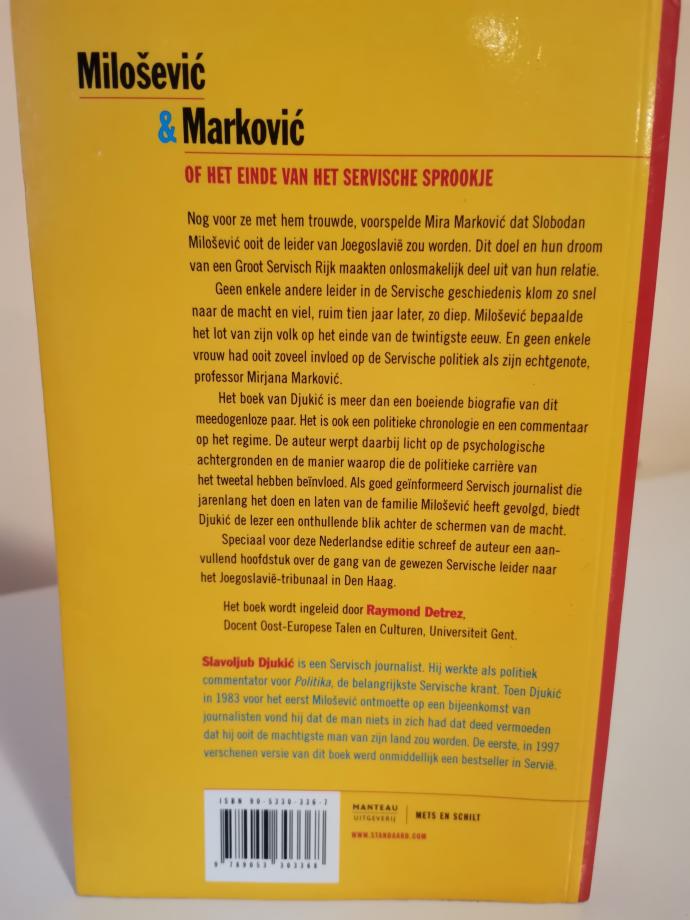 Milošević
& Marković
OF HET EINDE VAN HET SERVISCHE SPROOKJE
Nog voor ze met hem trouwde, voorspelde Mira Marković dat Slobodan
Milošević ooit de leider van Joegoslavië zou worden. Dit doel en hun droom
van een Groot Servisch Rijk maakten onlosmakelijk deel uit van hun relatie.
Geen enkele andere leider in de Servische geschiedenis klom zo snel
naar de macht en viel, ruim tien jaar later, zo diep. Milošević bepaalde
het lot van zijn volk op het einde van de twintigste eeuw. En geen enkele
vrouw had ooit zoveel invloed op de Servische politiek als zijn echtgenote,
professor Mirjana Marković.
Het boek van Djukić is meer dan een boeiende biografie van dit
meedogenloze paar. Het is ook een politieke chronologie en een commentaar
op het regime. De auteur werpt daarbij licht op de psychologische
achtergronden en de manier waarop die de politieke carrière van
het tweetal hebben beïnvloed. Als goed geïnformeerd Servisch journalist die
jarenlang het doen en laten van de familie Milošević heeft gevolgd, biedt
Djukić de lezer een onthullende blik achter de schermen van de macht.
Speciaal voor deze Nederlandse editie schreef de auteur een aan-
vullend hoofdstuk over de gang van de gewezen Servische leider naar
het Joegoslavië-tribunaal in Den Haag.
Het boek wordt ingeleid door Raymond Detrez,
Docent Oost-Europese Talen en Culturen, Universiteit Gent.
Slavoljub Djukić is een Servisch journalist. Hij werkte als politiek
commentator voor Politika, de belangrijkste Servische krant. Toen Djukić
in 1983 voor het eerst Milošević ontmoette op een bijeenkomst van
journalisten vond hij dat de man niets in zich had dat deed vermoeden
dat hij ooit de machtigste man van zijn land zou worden. De eerste, in 1997
verschenen versie van dit boek werd onmiddellijk een bestseller in Servië.
ISBN 90-5330-336-7
9 789053 303368
MANTEAU
UITGEVERIJ
METS EN SCHILT
WWW.STANDAARD.COM